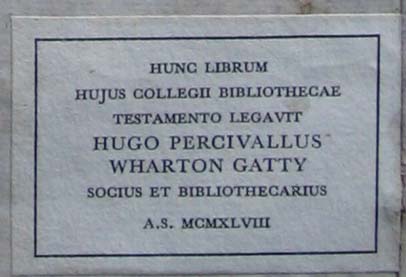 HUNC LIBRUM
HUJUS COLLEGII BIBLIOTHECAE
TESTAMENTO LEGAVIT
HUGO PERCIVALLUS
WHARTON GATTY
SOCIUS ET BIBLIOTHECARIUS
A.S. MCMXLVIII